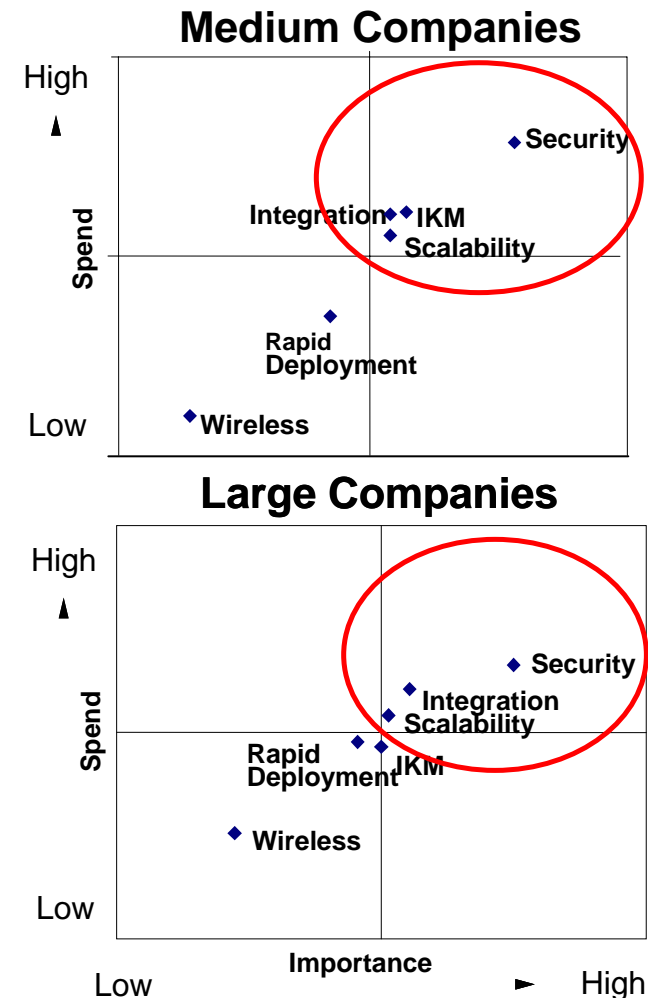 Medium Companies
High
Security
Integration
IKM
Scalability
Spend
Rapid
Deployment
Low
Wireless
Large Companies
High
Security
Integration
Scalability
Spend
Rapid
Deployment
IKM
Wireless
Low
Importance
Low
High